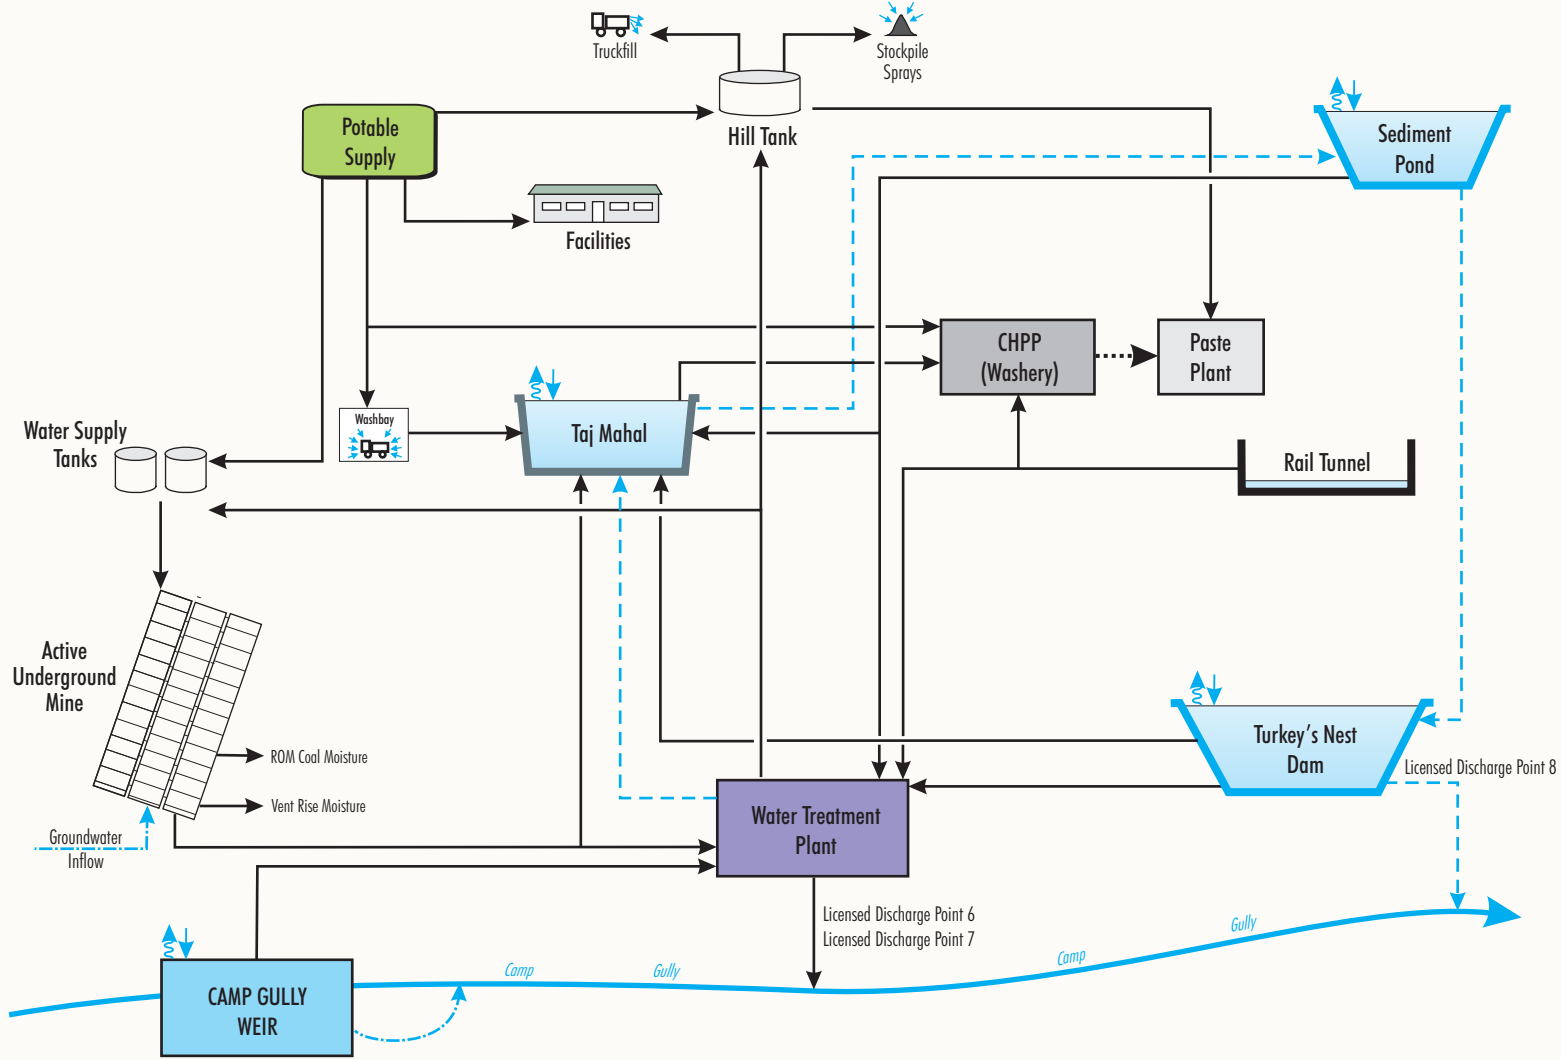 Truckfill
Stockpile
Sprays
Hill Tank
Potable
Supply
Sediment
Pond
Facilities
CHPP
(Washery)
Paste
Plant
Washbay
Taj Mahal
Water Supply
Tanks
Rail Tunnel
Active
Underground
Mine
ROM Coal Moisture
Vent Rise Moisture
Groundwater
Inflow
Turkey's Nest
Dam
Licensed Discharge Point 8
Water Treatment
Plant
Licensed Discharge Point 6
Licensed Discharge Point 7
Camp Gully
Camp Gully
CAMP GULLY
WEIR